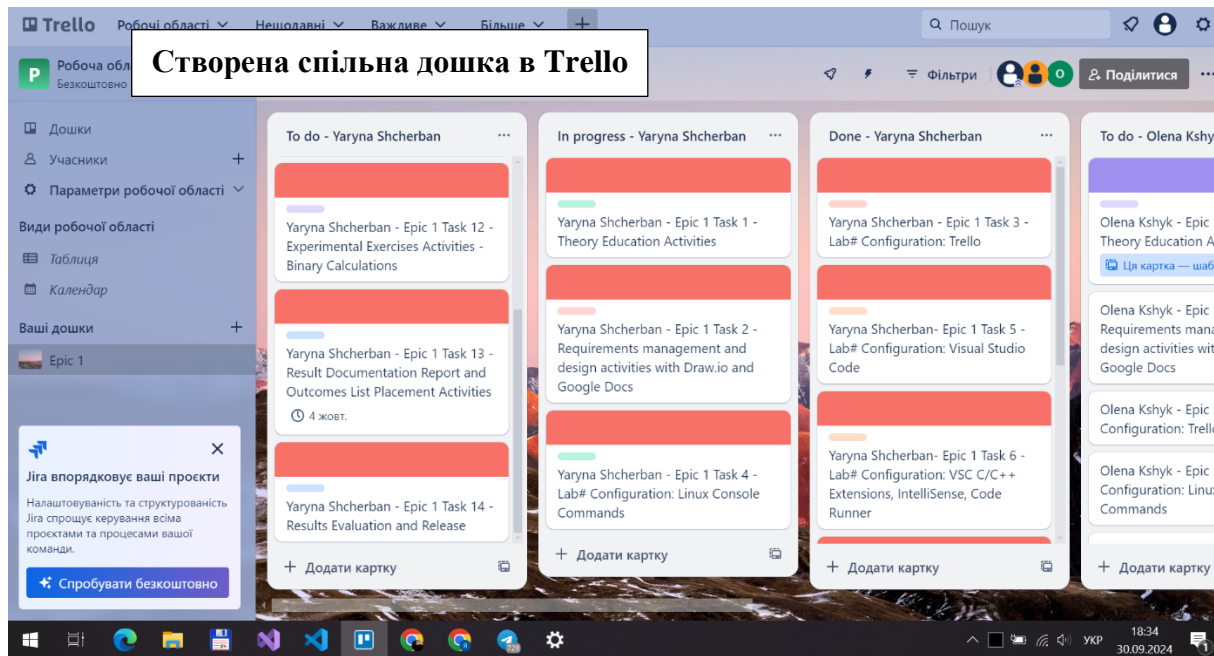 Trello
Робочі області
Нещодавні
Важливе
Більше
Пошук
Створена спільна дошка в Trello
P
Робоча обл
Безкоштовно
Фільтри
O
Поділитися
Дошки
Учасники
Параметри робочої області
Види робочої області
Таблиця
Календар
Ваші дошки
Epic 1
Jira впорядковує ваші проєкти
Налаштовуваність та структурованість
Jira спрощує керування всіма
проєктами та процесами вашої
команди.
Спробувати безкоштовно
To do - Yaryna Shcherban
Yaryna Shcherban - Epic 1 Task 12 -
Experimental Exercises Activities -
Binary Calculations
Yaryna Shcherban - Epic 1 Task 13 -
Result Documentation Report and
Outcomes List Placement Activities
4 жовт.
Yaryna Shcherban - Epic 1 Task 14 -
Results Evaluation and Release
+ Додати картку
In progress - Yaryna Shcherban
Yaryna Shcherban - Epic 1 Task 1 -
Theory Education Activities
Yaryna Shcherban - Epic 1 Task 2 -
Requirements management and
design activities with Draw.io and
Google Docs
Yaryna Shcherban - Epic 1 Task 4 -
Lab# Configuration: Linux Console
Commands
+ Додати картку
Done - Yaryna Shcherban
Yaryna Shcherban - Epic 1 Task 3 -
Lab# Configuration: Trello
Yaryna Shcherban- Epic 1 Task 5 -
Lab# Configuration: Visual Studio
Code
Yaryna Shcherban - Epic 1 Task 6 -
Lab# Configuration: VSC C/C++
Extensions, IntelliSense, Code
Runner
+ Додати картку
To do - Olena Kshy
Olena Kshyk - Epic
Theory Education A
Ця картка — шаб
Olena Kshyk - Epic
Requirements mana
design activities wit
Google Docs
Olena Kshyk - Epic
Configuration: Trell
Olena Kshyk - Epic
Configuration: Linu
Commands
+ Додати картку
728
УКР
18:34
30.09.2024
1